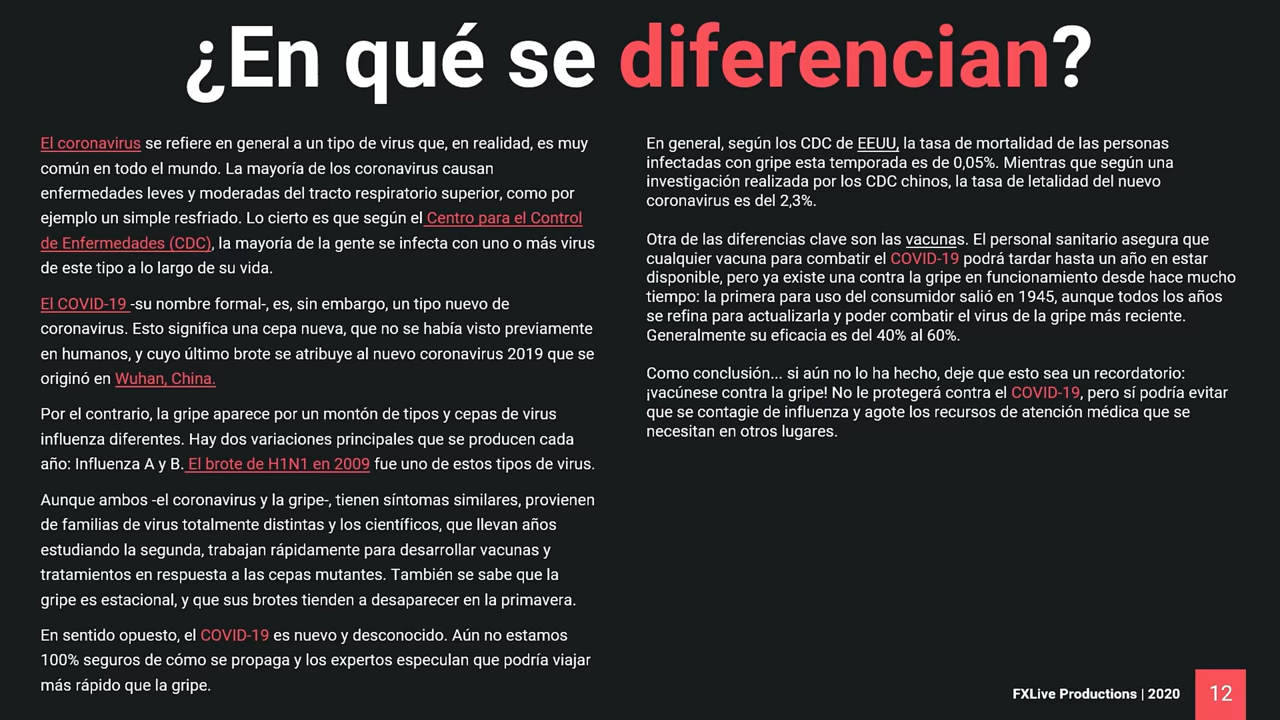 ¿En qué se diferencian?
El coronavirus se refiere en general a un tipo de virus que, en realidad, es muy
común en todo el mundo. La mayoría de los coronavirus causan
enfermedades leves y moderadas del tracto respiratorio superior, como por
ejemplo un simple resfriado. Lo cierto es que según el Centro para el Control
de Enfermedades (CDC), la mayoría de la gente se infecta con uno o más virus
de este tipo a lo largo de su vida.
El COVID-19 -su nombre formal-, es, sin embargo, un tipo nuevo de
coronavirus. Esto significa una cepa nueva, que no se había visto previamente
en humanos, y cuyo último brote se atribuye al nuevo coronavirus 2019 que se
originó en Wuhan, China.
Por el contrario, la gripe aparece por un montón de tipos y cepas de virus
influenza diferentes. Hay dos variaciones principales que se producen cada
año: Influenza A y B. El brote de H1N1 en 2009 fue uno de estos tipos de virus.
Aunque ambos -el coronavirus y la gripe-, tienen síntomas similares, provienen
de familias de virus totalmente distintas y los científicos, que llevan años
estudiando la segunda, trabajan rápidamente para desarrollar vacunas y
tratamientos en respuesta a las cepas mutantes. También se sabe que la
gripe es estacional, y que sus brotes tienden a desaparecer en la primavera.
En sentido opuesto, el COVID-19 es nuevo y desconocido. Aún no estamos
100% seguros de cómo se propaga y los expertos especulan que podría viajar
más rápido que la gripe.
En general, según los CDC de EEUU, la tasa de mortalidad de las personas
infectadas con gripe esta temporada es de 0,05%. Mientras que según una
investigación realizada por los CDC chinos, la tasa de letalidad del nuevo
coronavirus es del 2,3%.
Otra de las diferencias clave son las vacunas. El personal sanitario asegura que
cualquier vacuna para combatir el COVID-19 podrá tardar hasta un año en estar
disponible, pero ya existe una contra la gripe en funcionamiento desde hace mucho
tiempo: la primera para uso del consumidor salió en 1945, aunque todos los años
se refina para actualizarla y poder combatir el virus de la gripe más reciente.
Generalmente su eficacia es del 40% al 60%.
Como conclusión... si aún no lo ha hecho, deje que esto sea un recordatorio:
¡vacúnese contra la gripe! No le protegerá contra el COVID-19, pero sí podría evitar
que se contagie de influenza y agote los recursos de atención médica que se
necesitan en otros lugares.
FXLive Productions | 2020
12